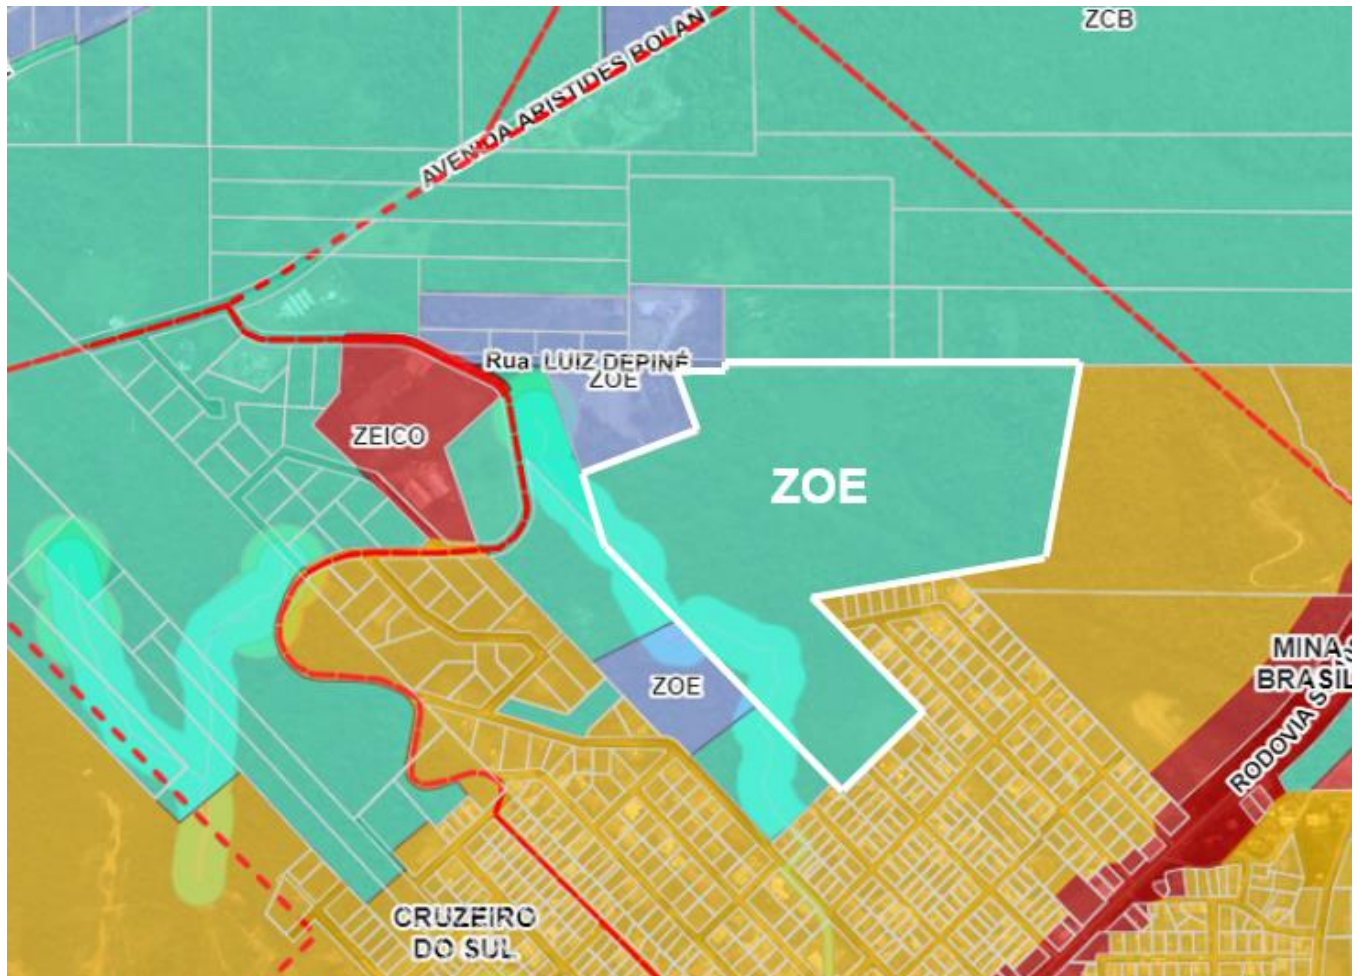 ZCB
AVENIDA ARISTIDES BOLAN
Rua LUIZ DEPINÉ
ZOE
ZEICO
ZOE
ZOE
MINAS
BRASIL
RODOVIA S
CRUZEIRO
DO SUL